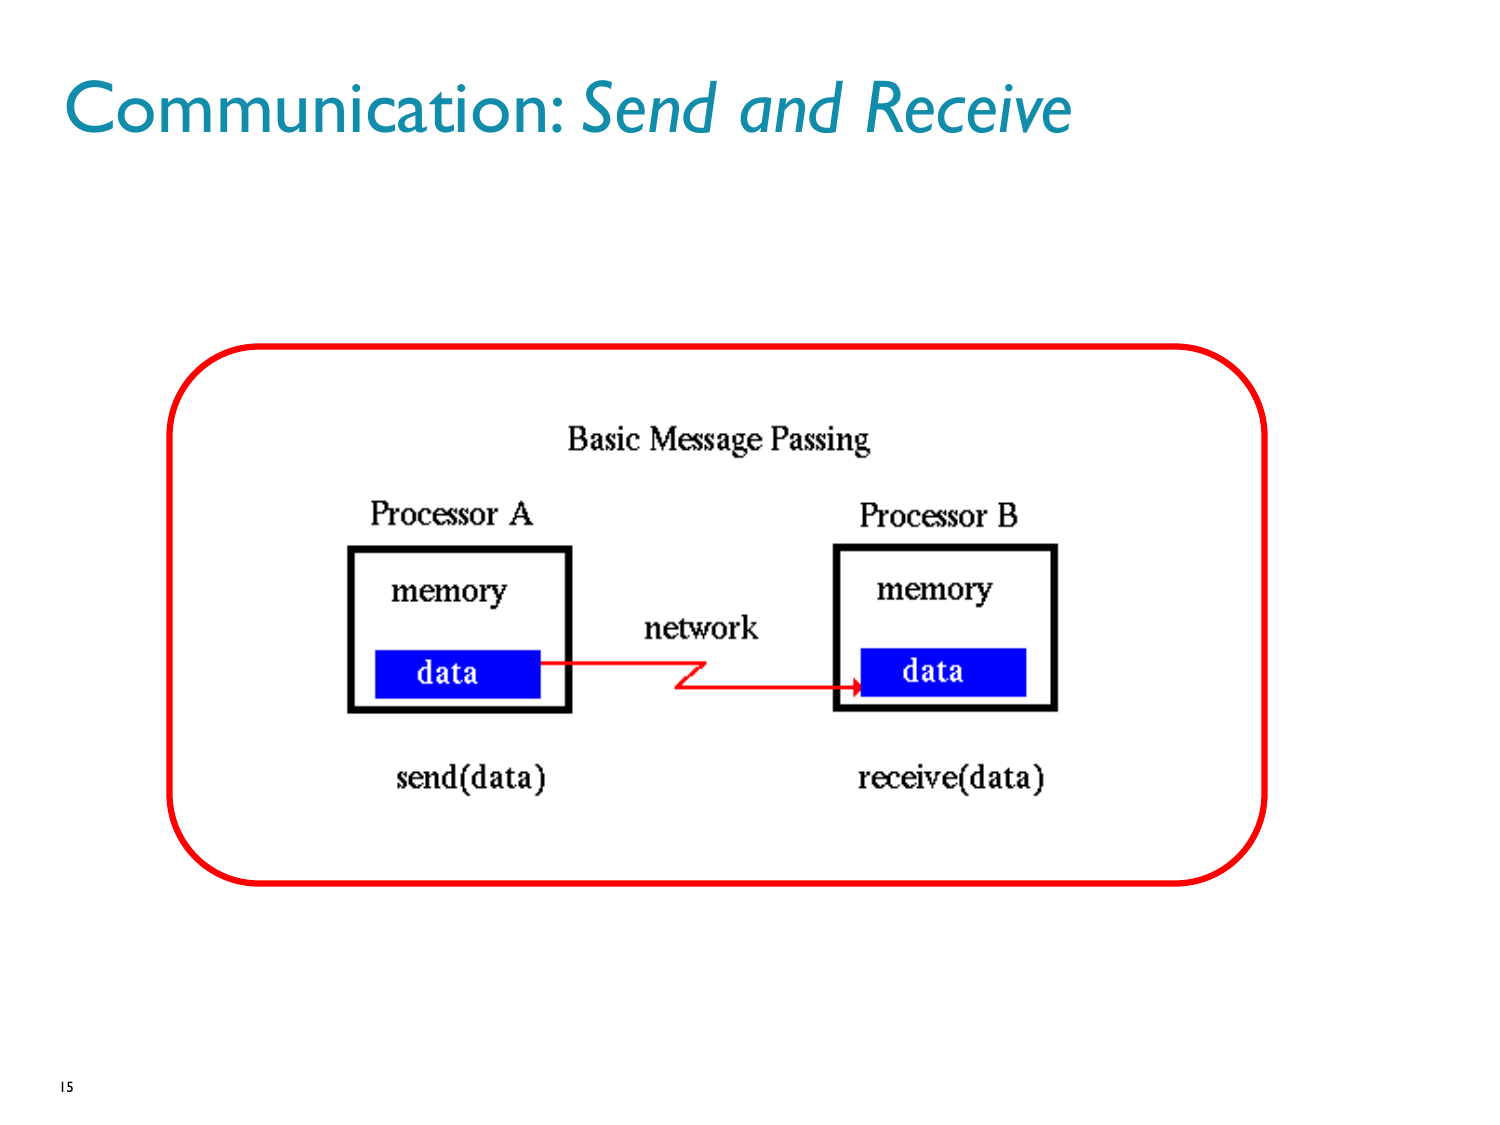 Communication: Send and Receive
Basic Message Passing
Processor A
Processor B
memory
memory
network
data
data
send(data)
receive(data)
15